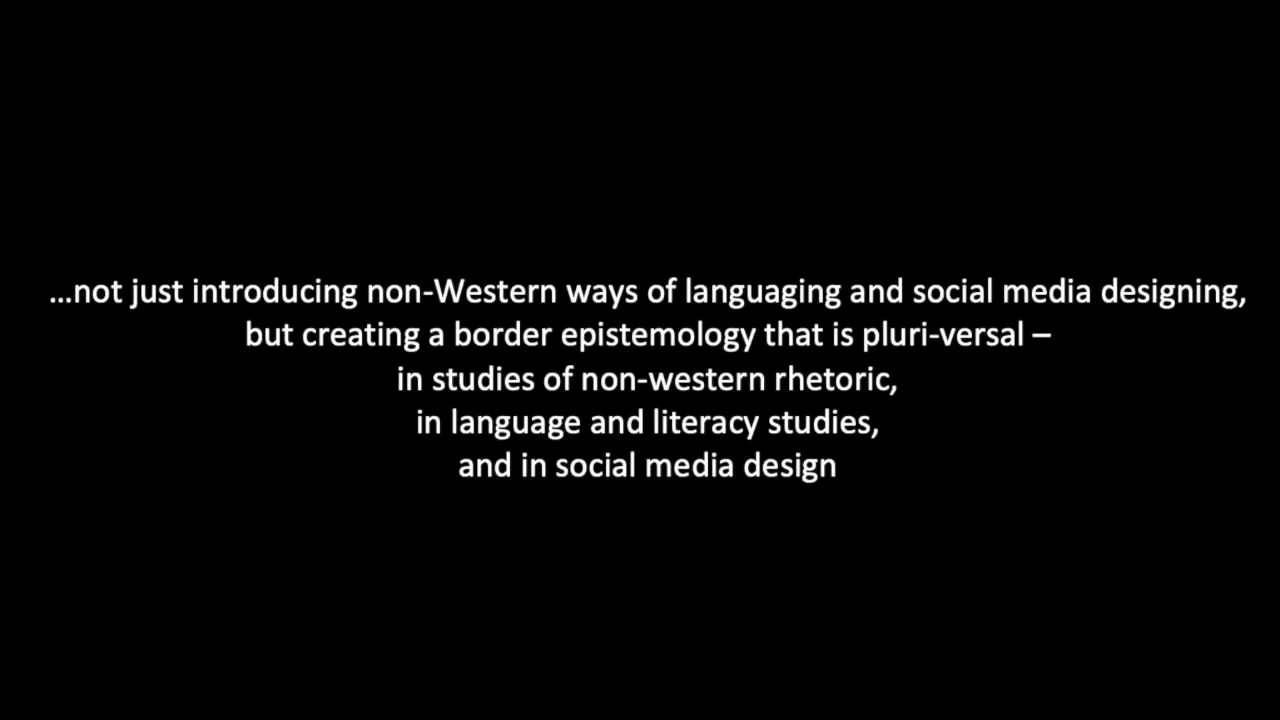 …not just introducing non-Western ways of languaging and social media designing,
but creating a border epistemology that is pluri-versal –
in studies of non-western rhetoric,
in language and literacy studies,
and in social media design